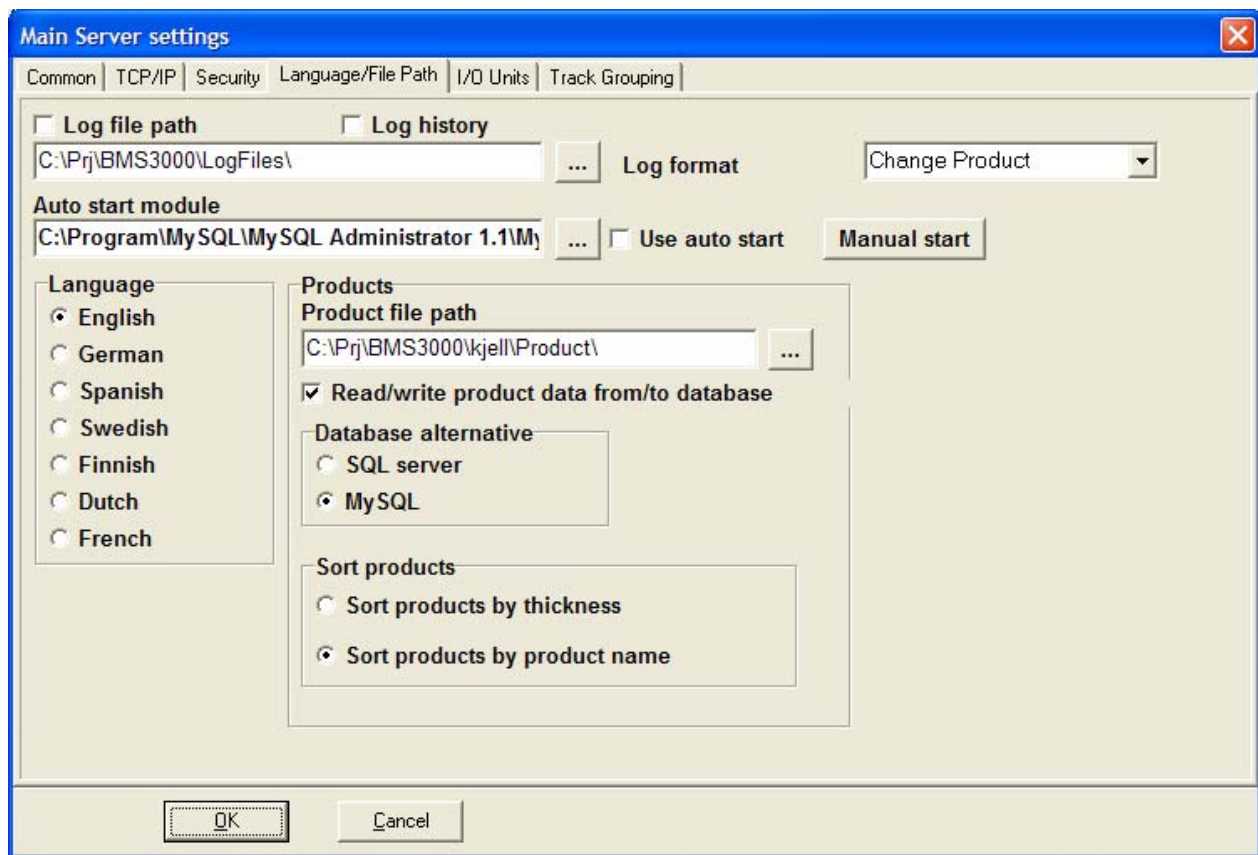 Main Server settings
Common TCP/IP Security Language/File Path I/O Units Track Grouping
Log file path Log history
C:\Prj\BMS3000\LogFiles\ ... Log format Change Product
Auto start module
C:\Program\MySQL\MySQL Administrator 1.1\My ... Use auto start Manual start
Language
English
German
Spanish
Swedish
Finnish
Dutch
French
Products
Product file path
C:\Prj\BMS3000\kjell\Product\ ...
Read/write product data from/to database
Database alternative
SQL server
MySQL
Sort products
Sort products by thickness
Sort products by product name
OK Cancel